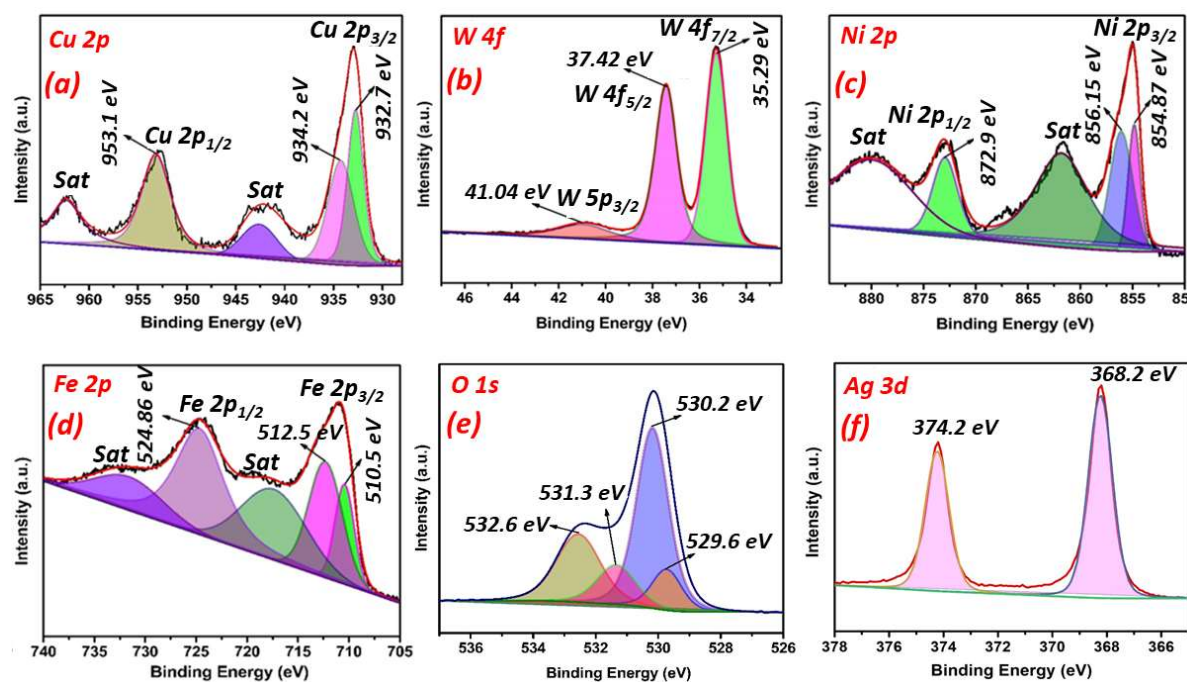 Cu 2p
(a)
953.1 eV
Cu 2p1/2
Sat
Sat
934.2 eV
Cu 2p3/2
932.7 eV
Intensity (a.u.)
965 960 955 950 945 940 935 930
Binding Energy (eV)
W 4f
(b)
W 4f7/2
37.42 eV
W 4f5/2
35.29 eV
41.04 eV
W 5p3/2
Intensity (a.u.)
46 44 42 40 38 36 34
Binding Energy (eV)
Ni 2p
(c)
Ni 2p3/2
856.15 eV
854.87 eV
Ni 2p1/2
872.9 eV
Sat
Sat
Intensity (a.u.)
880 870 860 855 85
Binding Energy (eV)
Fe 2p
(d)
524.86 eV
Fe 2p1/2
Fe 2p3/2
512.5 eV
510.5 eV
Sat
Sat
Intensity (a.u.)
740 730 725 720 715 710 705
Binding Energy (eV)
O 1s
(e)
530.2 eV
531.3 eV
532.6 eV
529.6 eV
Intensity (a.u.)
536 534 532 530 528 526
Binding Energy (eV)
Ag 3d
(f)
368.2 eV
374.2 eV
Intensity (a.u.)
378 376 374 372 370 368 366
Binding Energy (eV)